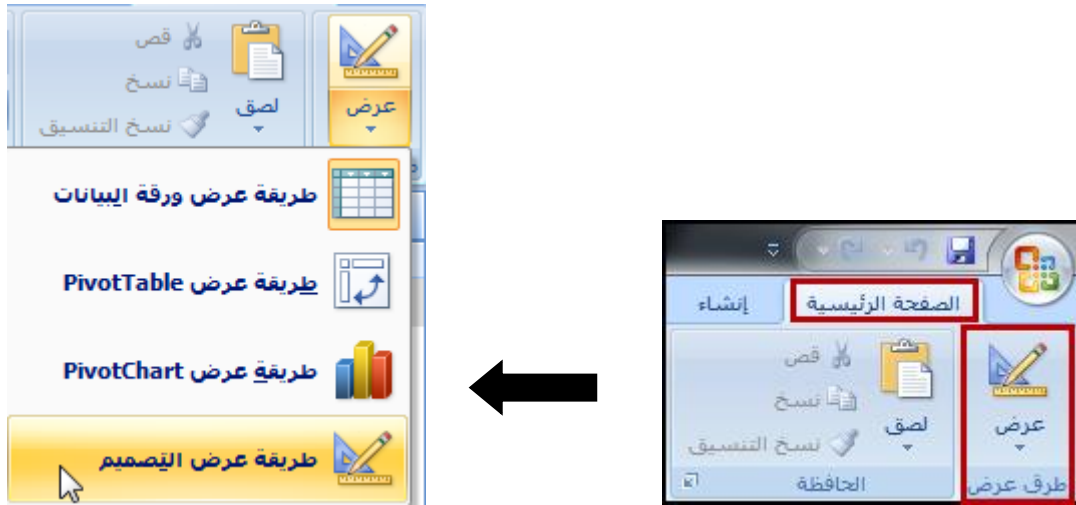 الصفحة الرئيسية
إنشاء
عرض
لصق
قص
نسخ
نسخ التنسيق
طرق عرض
الحافظة
عرض
لصق
قص
نسخ
نسخ التنسيق
طريقة عرض ورقة البيانات
طريقة عرض PivotTable
طريقة عرض PivotChart
طريقة عرض التصميم